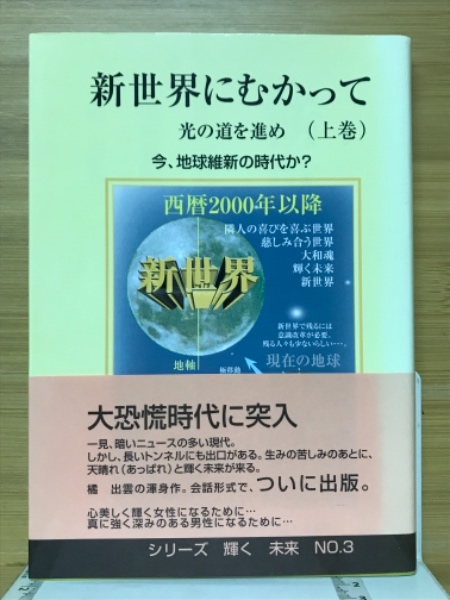 新世界にむかって
光の道を進め （上巻）
今、地球維新の時代か？
西暦2000年以降
隣人の喜びを喜ぶ世界
慈しみ合う世界
大和魂
輝く未来
新世界
新世界
新世界で残るには
意識改革が必要。
残る人々も少ないらしい…。
地軸
現在の地球
極移動
大恐慌時代に突入
一見、暗いニュースの多い現代。
しかし、長いトンネルにも出口がある。生みの苦しみのあとに、
天晴れ（あっぱれ）と輝く未来が来る。
橘 出雲の渾身作。会話形式で、ついに出版。
心美しく輝く女性になるために…
真に強く深みのある男性になるために…
シリーズ 輝く 未来 NO.3